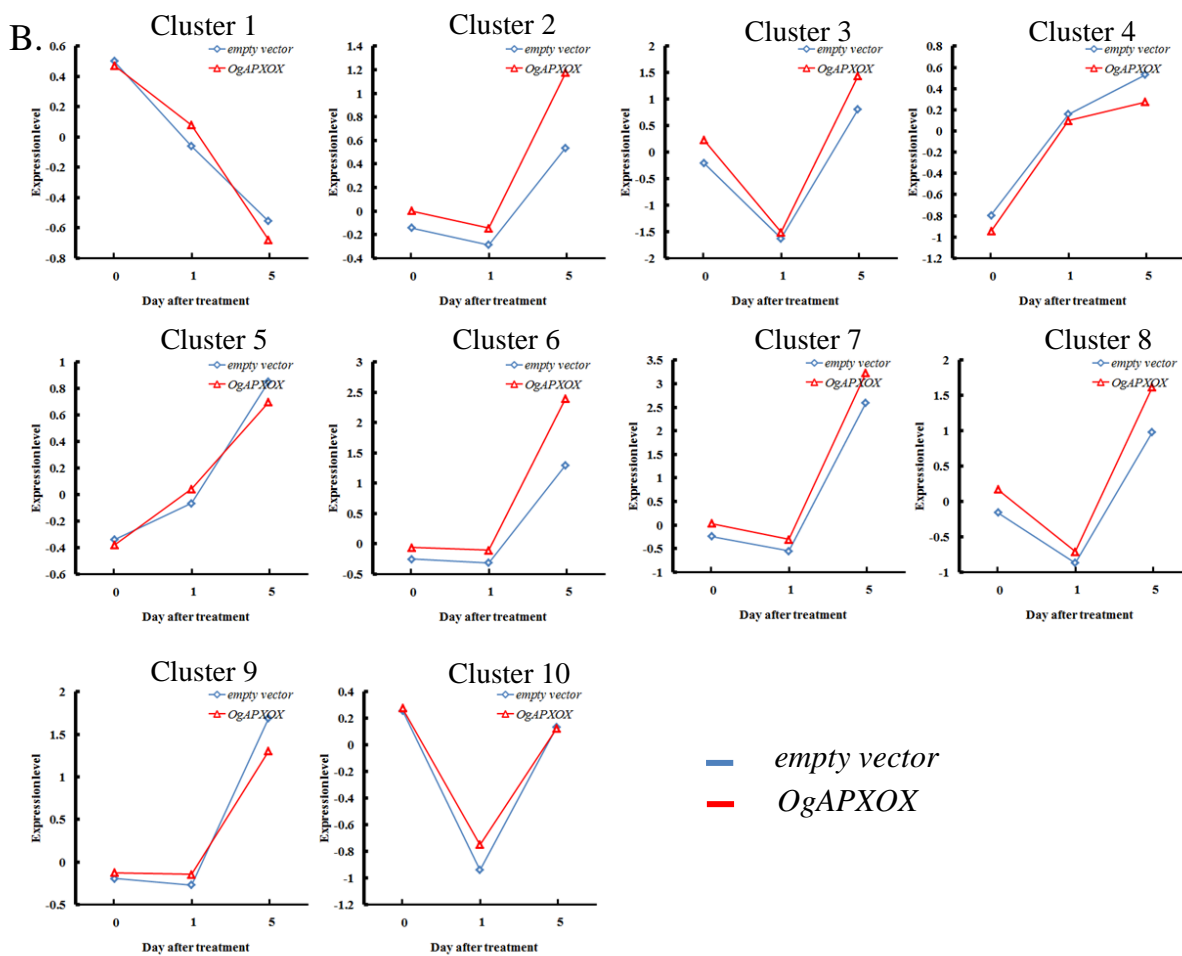 B.
Cluster 1
empty vector
OgAPXOX
0.6
0.4
0.2
0
-0.2
-0.4
-0.6
-0.8
Expression level
0 1 5
Day after treatment
Cluster 2
empty vector
OgAPXOX
1.4
1.2
1
0.8
0.6
0.4
0.2
0
-0.2
-0.4
Expression level
0 1 5
Day after treatment
Cluster 3
empty vector
OgAPXOX
2
1.5
1
0.5
0
-0.5
-1
-1.5
-2
Expression level
0 1 5
Day after treatment
Cluster 4
empty vector
OgAPXOX
0.8
0.6
0.4
0.2
0
-0.2
-0.4
-0.6
-0.8
-1
-1.2
Expression level
0 1 5
Day after treatment
Cluster 5
empty vector
OgAPXOX
1
0.8
0.6
0.4
0.2
0
-0.2
-0.4
-0.6
Expression level
0 1 5
Day after treatment
Cluster 6
empty vector
OgAPXOX
3
2.5
2
1.5
1
0.5
0
-0.5
Expression level
0 1 5
Day after treatment
Cluster 7
empty vector
OgAPXOX
3.5
3
2.5
2
1.5
1
0.5
0
-0.5
-1
Expression level
0 1 5
Day after treatment
Cluster 8
empty vector
OgAPXOX
2
1.5
1
0.5
0
-0.5
-1
Expression level
0 1 5
Day after treatment
Cluster 9
empty vector
OgAPXOX
2
1.5
1
0.5
0
-0.5
Expression level
0 1 5
Day after treatment
Cluster 10
empty vector
OgAPXOX
0.4
0.2
0
-0.2
-0.4
-0.6
-0.8
-1
-1.2
Expression level
0 1 5
Day after treatment
empty vector
OgAPXOX